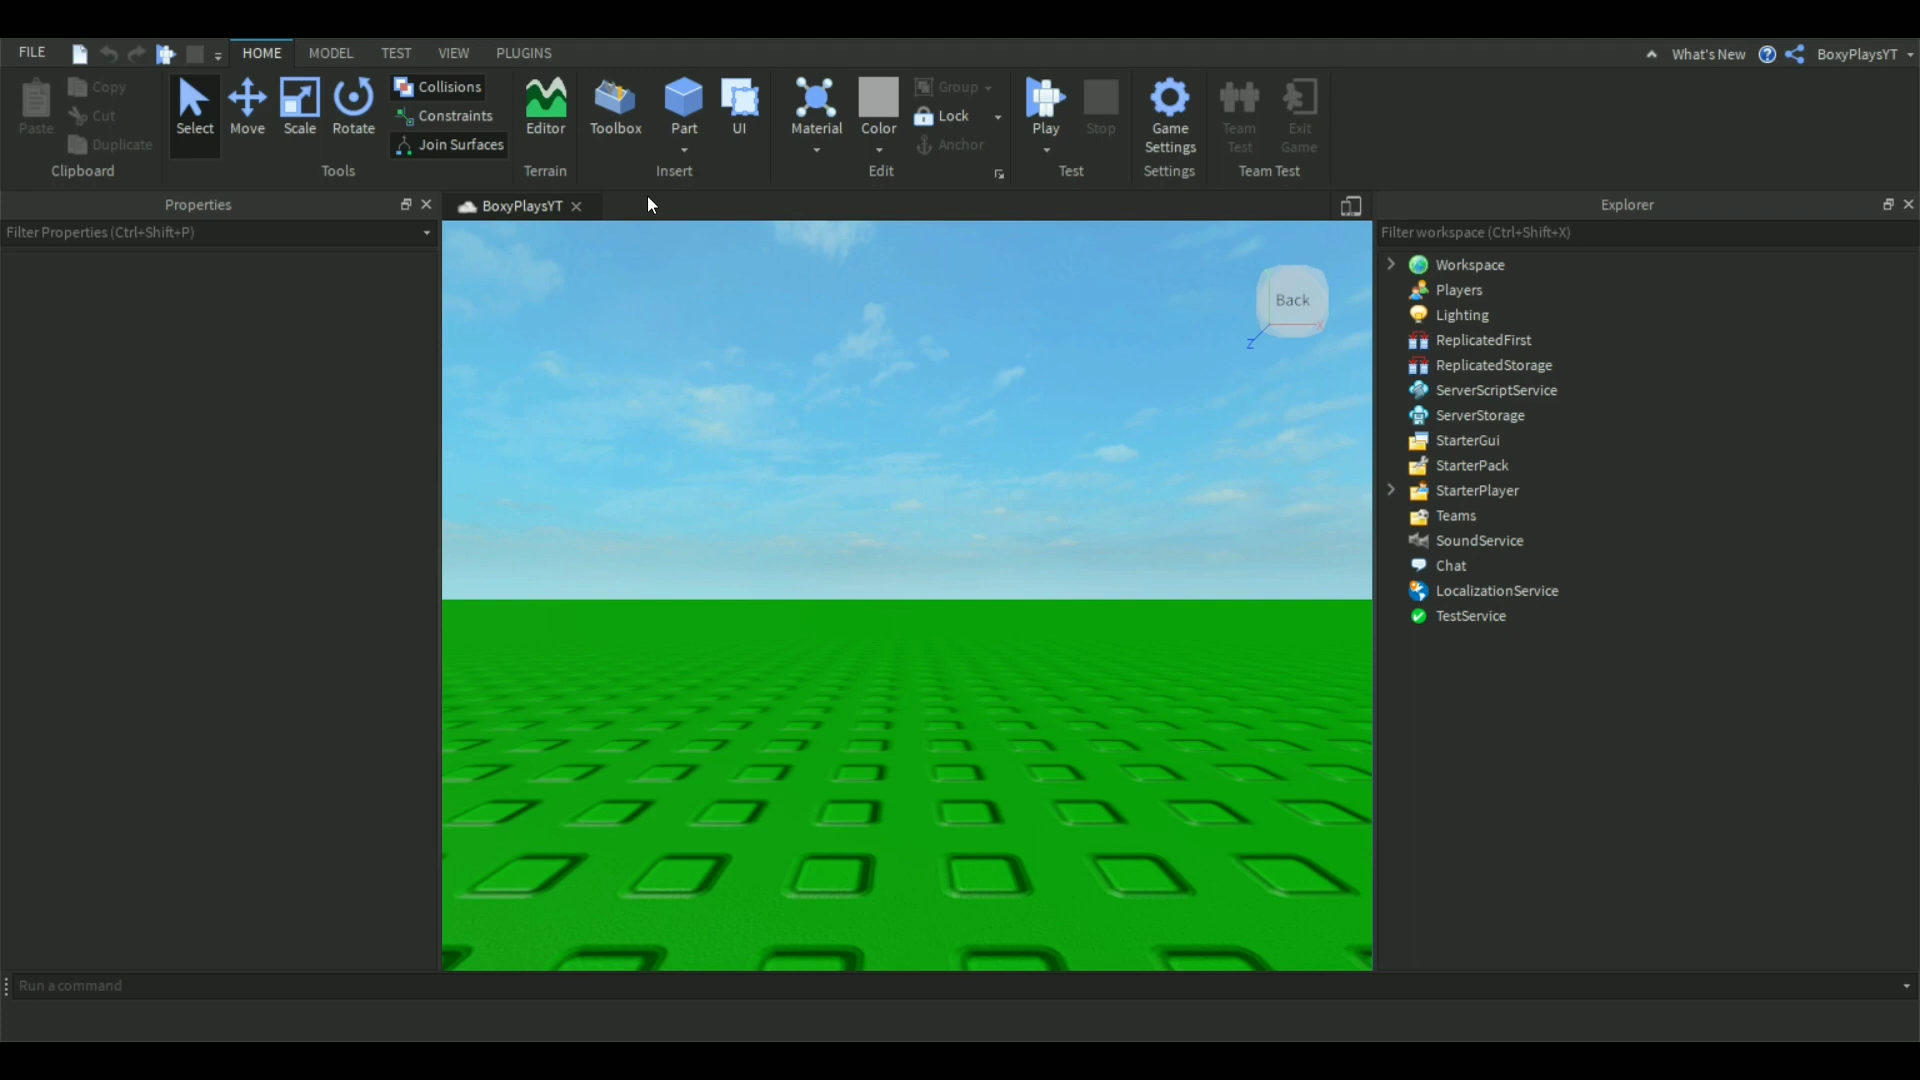 FILE HOME MODEL TEST VIEW PLUGINS What's New BoxyPlaysYT
Paste Copy Cut Duplicate Clipboard
Select Move Scale Rotate Collisions Constraints Join Surfaces Tools
Editor Terrain
Toolbox Part UI Insert
Material Color Group Lock Anchor Edit
Play Stop Test
Game Settings Settings
Team Test Exit Game Team Test
Properties
Filter Properties (Ctrl+Shift+P)
BoxyPlaysYT
Back
X
Z
Explorer
Filter workspace (Ctrl+Shift+X)
Workspace
Players
Lighting
ReplicatedFirst
ReplicatedStorage
ServerScriptService
ServerStorage
StarterGui
StarterPack
StarterPlayer
Teams
SoundService
Chat
LocalizationService
TestService
Run a command